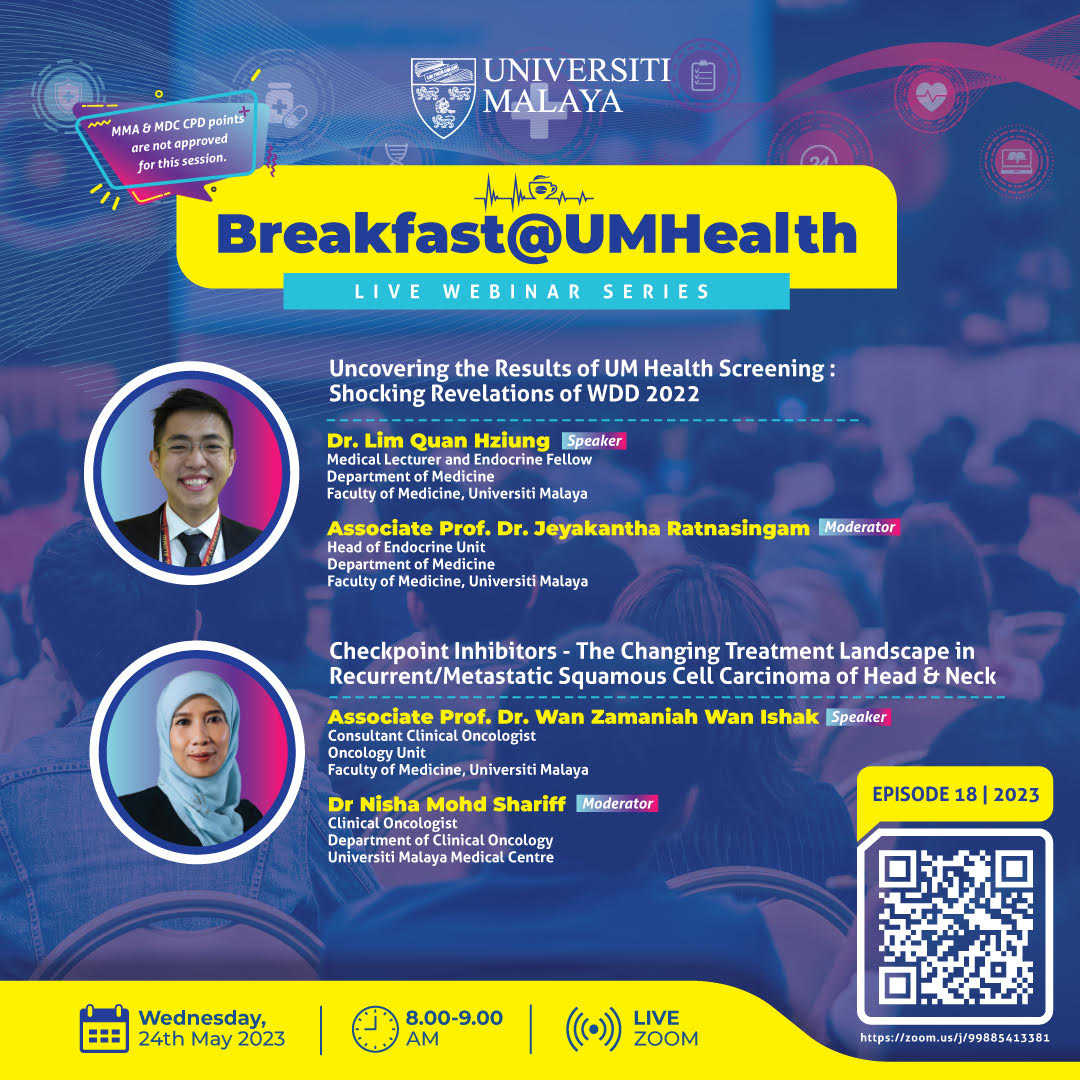 UNIVERSITI
MALAYA
MMA & MDC CPD points
are not approved
for this session.
24
Breakfast@UMHealth
LIVE WEBINAR SERIES
Uncovering the Results of UM Health Screening :
Shocking Revelations of WDD 2022
Dr. Lim Quan Hziung Speaker
Medical Lecturer and Endocrine Fellow
Department of Medicine
Faculty of Medicine, Universiti Malaya
Associate Prof. Dr. Jeyakantha Ratnasingam Moderator
Head of Endocrine Unit
Department of Medicine
Faculty of Medicine, Universiti Malaya
Checkpoint Inhibitors - The Changing Treatment Landscape in
Recurrent/Metastatic Squamous Cell Carcinoma of Head & Neck
Associate Prof. Dr. Wan Zamaniah Wan Ishak Speaker
Consultant Clinical Oncologist
Oncology Unit
Faculty of Medicine, Universiti Malaya
Dr Nisha Mohd Shariff Moderator
Clinical Oncologist
Department of Clinical Oncology
Universiti Malaya Medical Centre
EPISODE 18 | 2023
https://zoom.us/j/99885413381
Wednesday,
24th May 2023
8.00-9.00
AM
LIVE
ZOOM